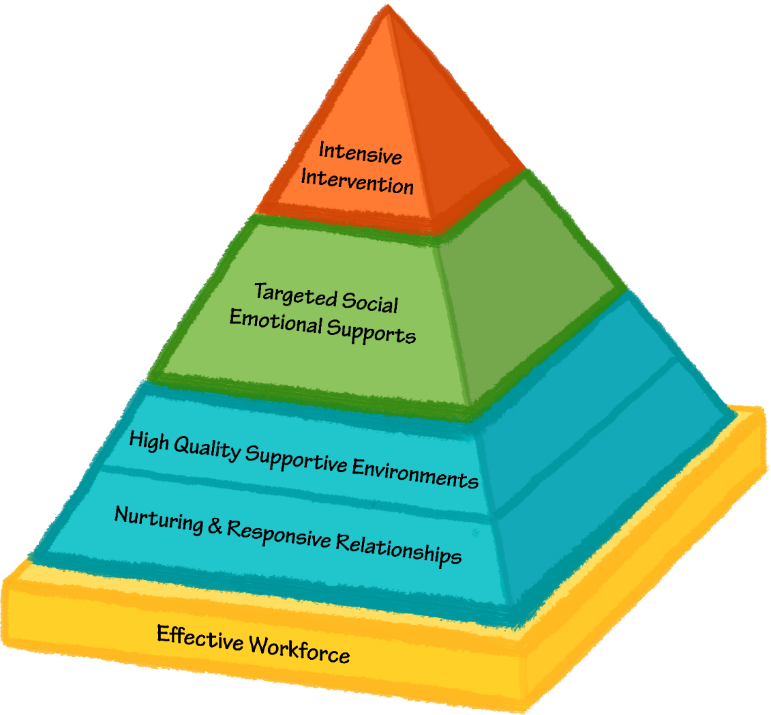 Intensive
Intervention
Targeted Social
Emotional Supports
High Quality Supportive Environments
Nurturing & Responsive Relationships
Effective Workforce